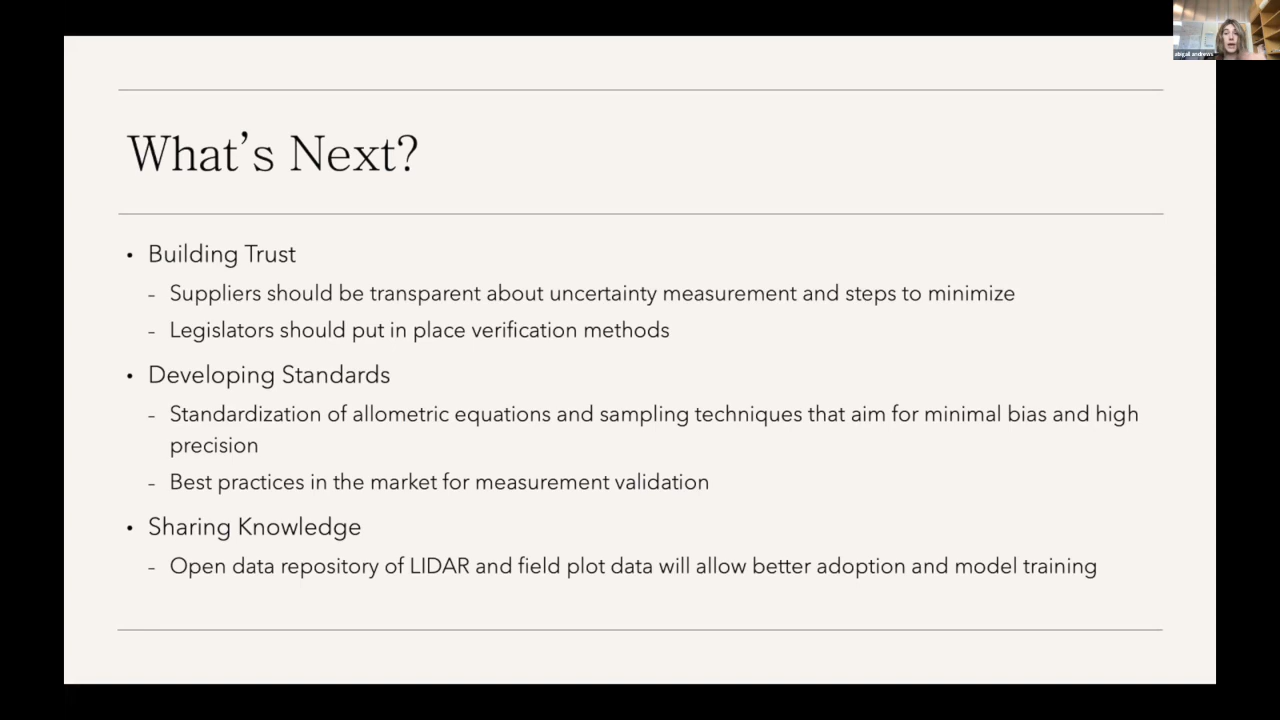 abigail andrews
What's Next?
• Building Trust
- Suppliers should be transparent about uncertainty measurement and steps to minimize
- Legislators should put in place verification methods
• Developing Standards
- Standardization of allometric equations and sampling techniques that aim for minimal bias and high
precision
- Best practices in the market for measurement validation
• Sharing Knowledge
- Open data repository of LIDAR and field plot data will allow better adoption and model training